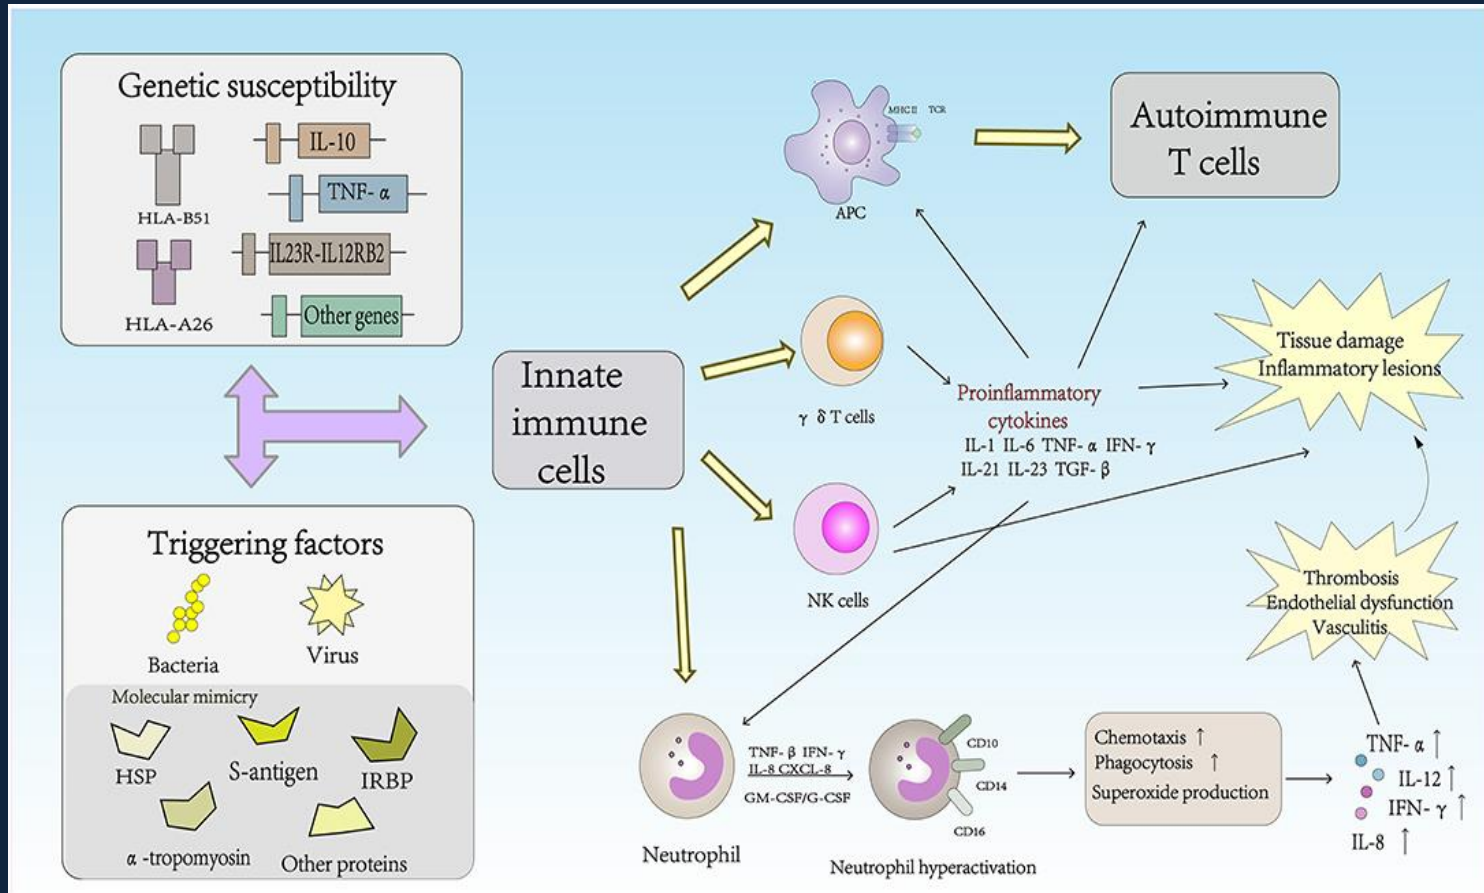 Genetic susceptibility
HLA-B51
HLA-A26
IL-10
TNF- α
IL23R-IL12RB2
Other genes
Triggering factors
Bacteria
Virus
Molecular mimicry
HSP
S-antigen
IRBP
α -tropomyosin
Other proteins
Innate
immune
cells
MHC II
TCR
APC
γ δ T cells
NK cells
Autoimmune
T cells
Proinflammatory
cytokines
IL-1 IL-6 TNF- α IFN- γ
IL-21 IL-23 TGF- β
Tissue damage
Inflammatory lesions
Thrombosis
Endothelial dysfunction
Vasculitis
Neutrophil
TNF- β IFN- γ
IL-8 CXCL-8
GM-CSF/G-CSF
CD10
CD14
CD16
Neutrophil hyperactivation
Chemotaxis ↑
Phagocytosis ↑
Superoxide production
TNF- α ↑
IL-12 ↑
IFN- γ ↑
IL-8 ↑